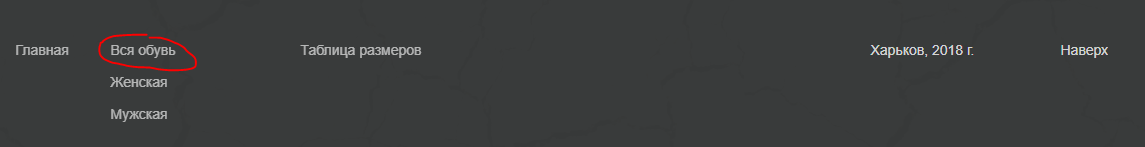 Главная Вся обувь Таблица размеров Харьков, 2018 г. Наверх
Женская
Мужская